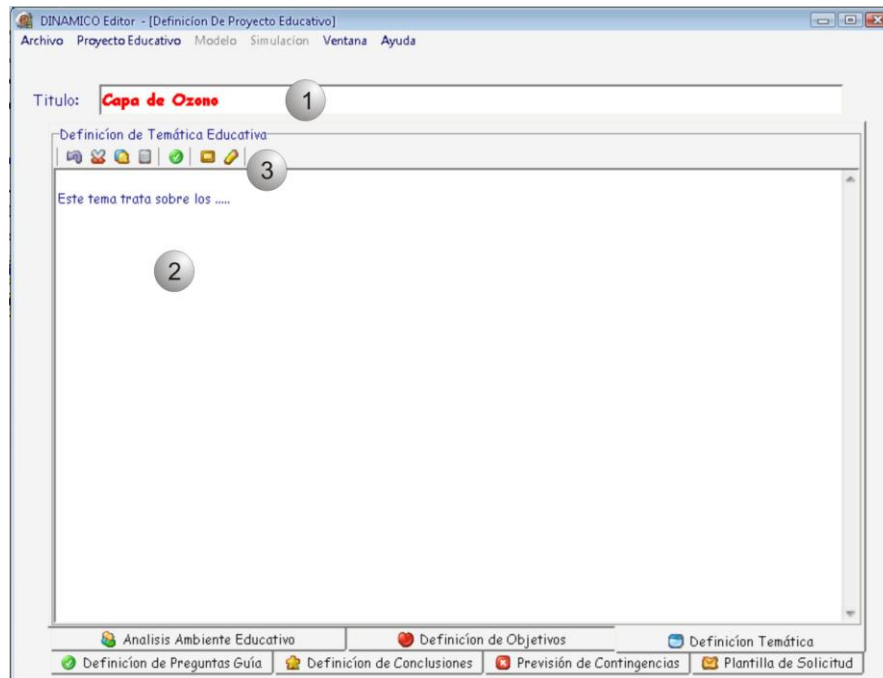 DINAMICO Editor - [Definicion De Proyecto Educativo]
Archivo Proyecto Educativo Modelo Simulacion Ventana Ayuda
Titulo: Capa de Ozono 1
Definicíon de Temática Educativa
3
Este tema trata sobre los .....
2
Analisis Ambiente Educativo Definicíon de Objetivos Definicíon Temática
Definicíon de Preguntas Guía Definicíon de Conclusiones Previsión de Contingencias Plantilla de Solicitud